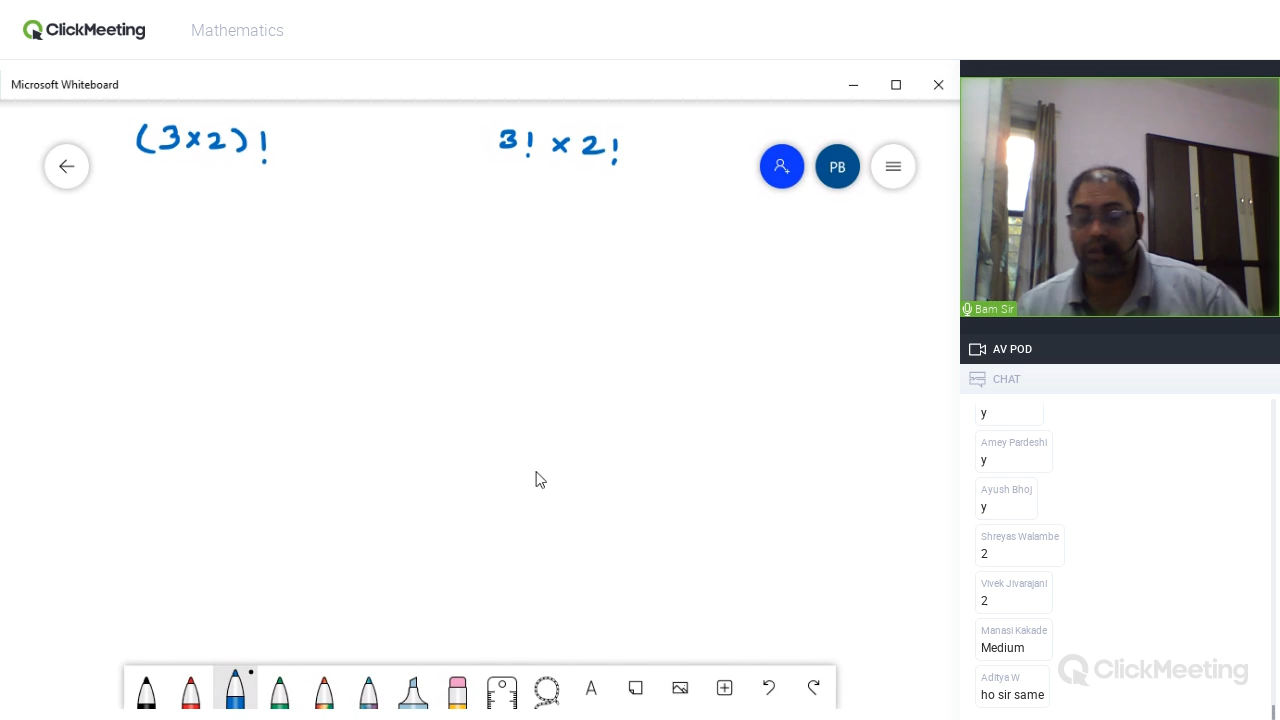 ClickMeeting Mathematics
Microsoft Whiteboard
(3×2)! 3! × 2!
PB
Bam Sir
AV POD
CHAT
y
Amey Pardeshi
y
Ayush Bhoj
y
Shreyas Walambe
2
Vivek Jivarajani
2
Manasi Kakade
Medium
Aditya W
ho sir same
ClickMeeting
A